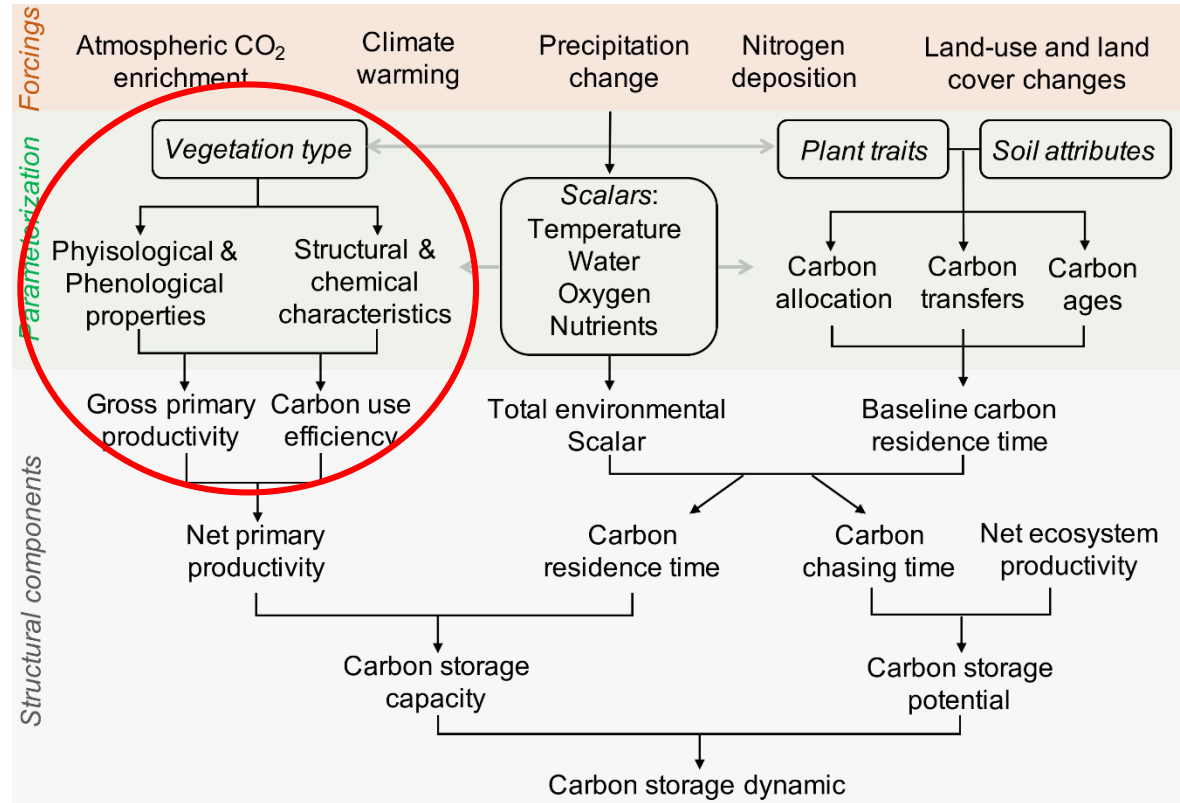 Forcings
Atmospheric CO₂
enrichment
Climate
warming
Precipitation
change
Nitrogen
deposition
Land-use and land
cover changes
Parameterization
Vegetation type
Plant traits
Soil attributes
Scalars:
Temperature
Water
Oxygen
Nutrients
Phyisological &
Phenological
properties
Structural &
chemical
characteristics
Carbon
allocation
Carbon
transfers
Carbon
ages
Structural components
Gross primary
productivity
Carbon use
efficiency
Total environmental
Scalar
Baseline carbon
residence time
Net primary
productivity
Carbon
residence time
Carbon
chasing time
Net ecosystem
productivity
Carbon storage
capacity
Carbon storage
potential
Carbon storage dynamic